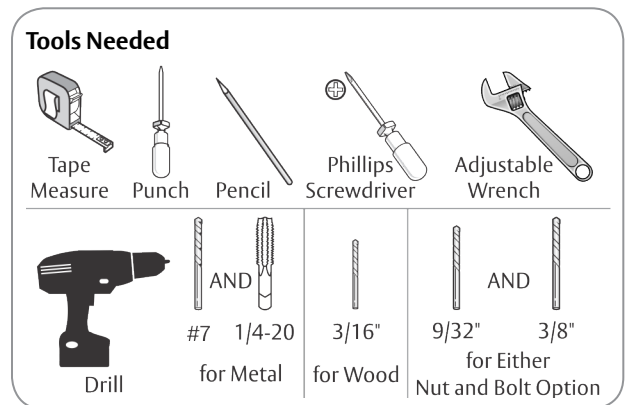 Tools Needed
Tape
Measure
Punch
Pencil
Phillips
Screwdriver
Adjustable
Wrench
Drill
#7
AND
1/4-20
for Metal
3/16"
for Wood
9/32"
AND
3/8"
for Either
Nut and Bolt Option